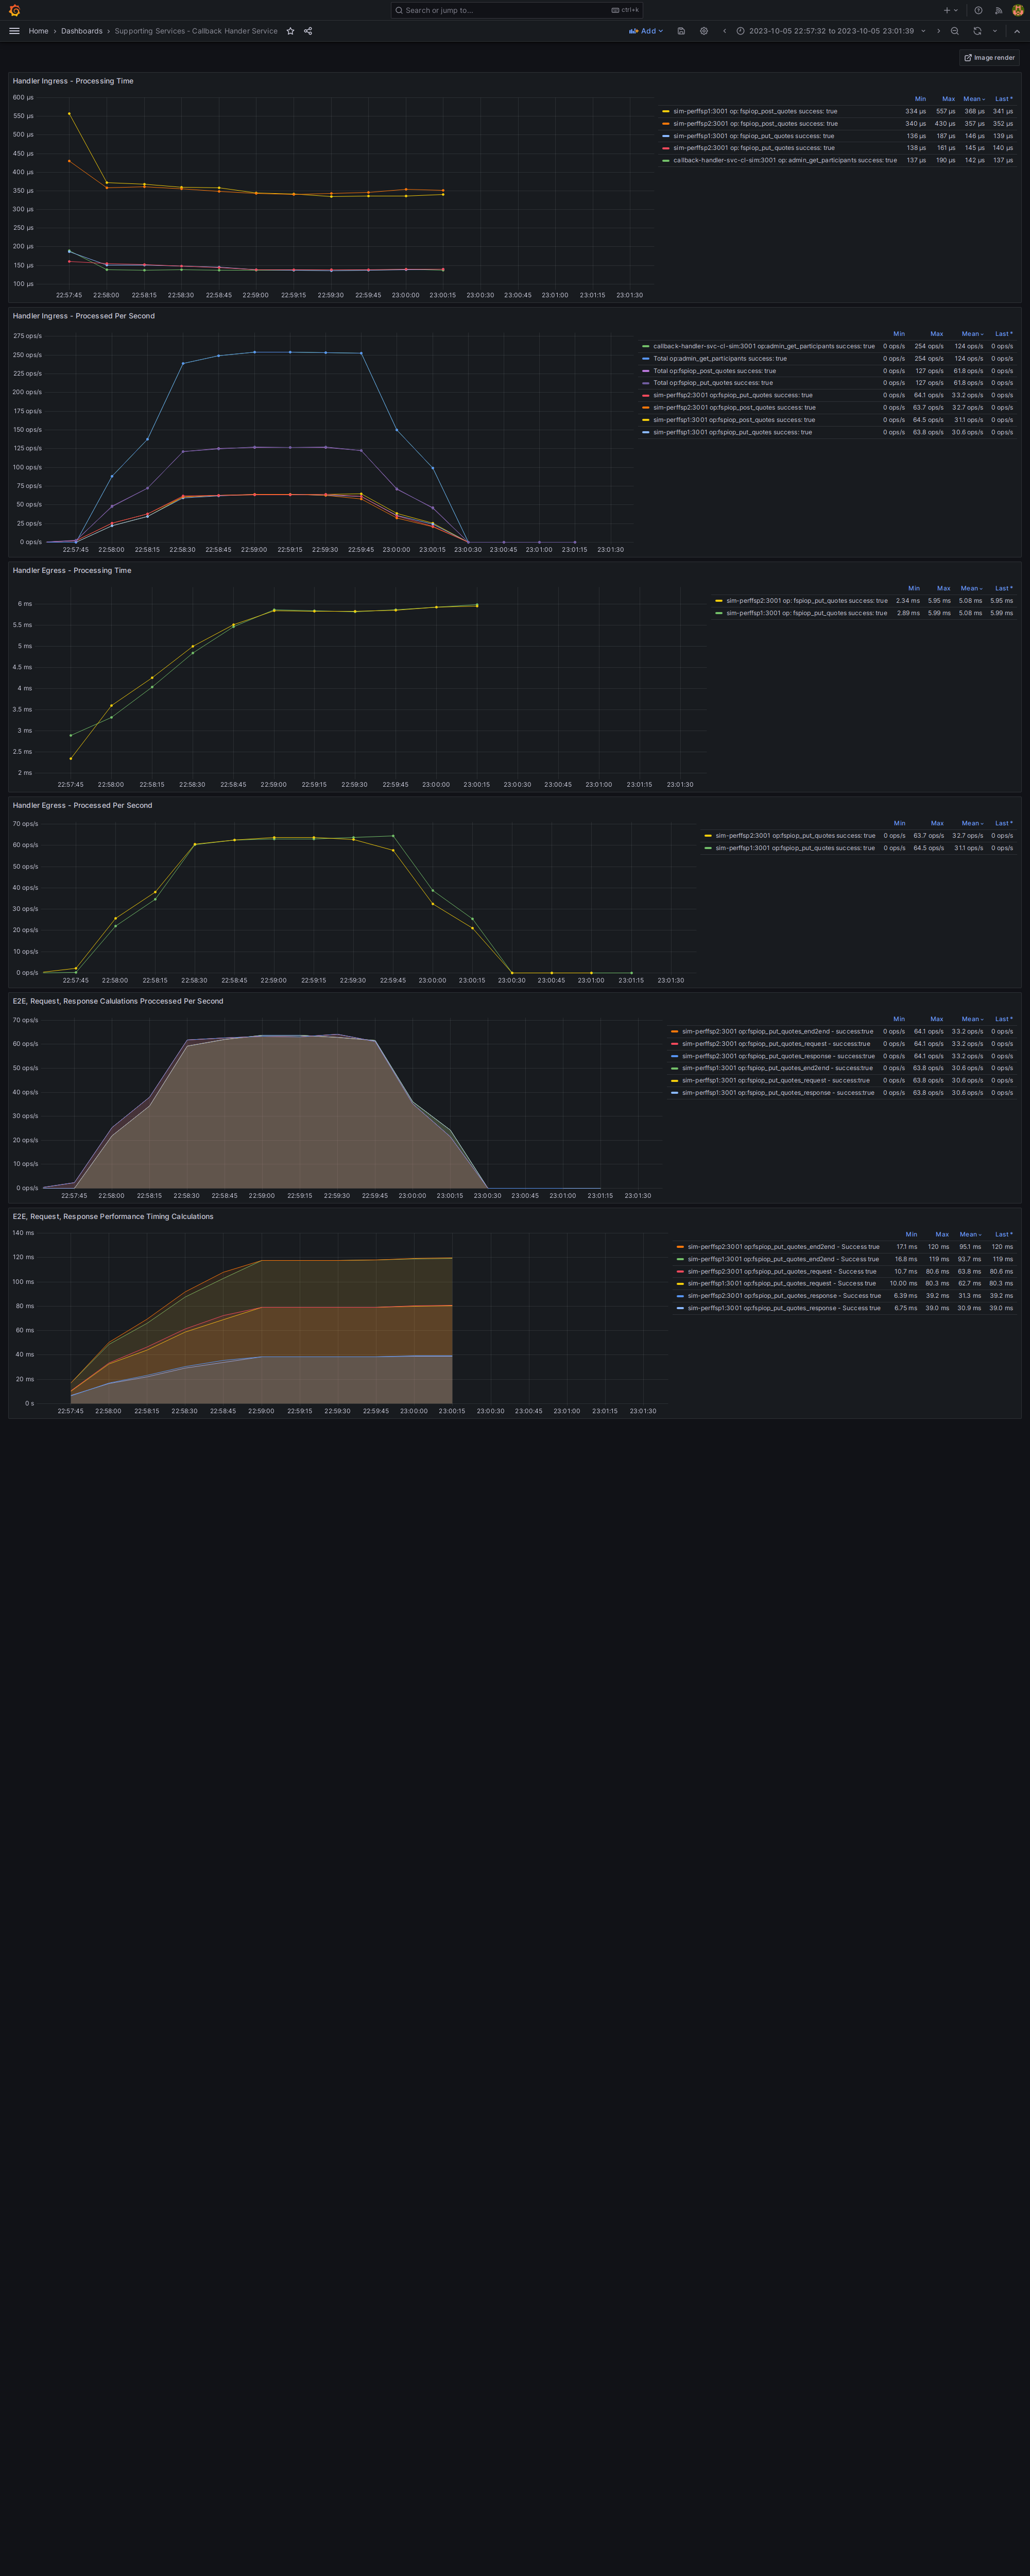 Search or jump to...
ctrl+k
Home › Dashboards › Supporting Services - Callback Hander Service
Add
2023-10-05 22:57:32 to 2023-10-05 23:01:39
Image render
Handler Ingress - Processing Time
600 µs
550 µs
500 µs
450 µs
400 µs
350 µs
300 µs
250 µs
200 µs
150 µs
100 µs
22:57:45 22:58:00 22:58:15 22:58:30 22:58:45 22:59:00 22:59:15 22:59:30 22:59:45 23:00:00 23:00:15 23:00:30 23:00:45 23:01:00 23:01:15 23:01:30
Min Max Mean Last *
sim-perffsp1:3001 op: fspiop_post_quotes success: true 334 µs 557 µs 368 µs 341 µs
sim-perffsp2:3001 op: fspiop_post_quotes success: true 340 µs 430 µs 357 µs 352 µs
sim-perffsp1:3001 op: fspiop_put_quotes success: true 136 µs 187 µs 146 µs 139 µs
sim-perffsp2:3001 op: fspiop_put_quotes success: true 138 µs 161 µs 145 µs 140 µs
callback-handler-svc-cl-sim:3001 op: admin_get_participants success: true 137 µs 190 µs 142 µs 137 µs
Handler Ingress - Processed Per Second
275 ops/s
250 ops/s
225 ops/s
200 ops/s
175 ops/s
150 ops/s
125 ops/s
100 ops/s
75 ops/s
50 ops/s
25 ops/s
0 ops/s
22:57:45 22:58:00 22:58:15 22:58:30 22:58:45 22:59:00 22:59:15 22:59:30 22:59:45 23:00:00 23:00:15 23:00:30 23:00:45 23:01:00 23:01:15 23:01:30
Min Max Mean Last *
callback-handler-svc-cl-sim:3001 op:admin_get_participants success: true 0 ops/s 254 ops/s 124 ops/s 0 ops/s
Total op:admin_get_participants success: true 0 ops/s 254 ops/s 124 ops/s 0 ops/s
Total op:fspiop_post_quotes success: true 0 ops/s 127 ops/s 61.8 ops/s 0 ops/s
Total op:fspiop_put_quotes success: true 0 ops/s 127 ops/s 61.8 ops/s 0 ops/s
sim-perffsp2:3001 op:fspiop_put_quotes success: true 0 ops/s 64.1 ops/s 33.2 ops/s 0 ops/s
sim-perffsp2:3001 op:fspiop_post_quotes success: true 0 ops/s 63.7 ops/s 32.7 ops/s 0 ops/s
sim-perffsp1:3001 op:fspiop_post_quotes success: true 0 ops/s 64.5 ops/s 31.1 ops/s 0 ops/s
sim-perffsp1:3001 op:fspiop_put_quotes success: true 0 ops/s 63.8 ops/s 30.6 ops/s 0 ops/s
Handler Egress - Processing Time
6 ms
5.5 ms
5 ms
4.5 ms
4 ms
3.5 ms
3 ms
2.5 ms
2 ms
22:57:45 22:58:00 22:58:15 22:58:30 22:58:45 22:59:00 22:59:15 22:59:30 22:59:45 23:00:00 23:00:15 23:00:30 23:00:45 23:01:00 23:01:15 23:01:30
Min Max Mean Last *
sim-perffsp2:3001 op: fspiop_put_quotes success: true 2.34 ms 5.95 ms 5.08 ms 5.95 ms
sim-perffsp1:3001 op: fspiop_put_quotes success: true 2.89 ms 5.99 ms 5.08 ms 5.99 ms
Handler Egress - Processed Per Second
70 ops/s
60 ops/s
50 ops/s
40 ops/s
30 ops/s
20 ops/s
10 ops/s
0 ops/s
22:57:45 22:58:00 22:58:15 22:58:30 22:58:45 22:59:00 22:59:15 22:59:30 22:59:45 23:00:00 23:00:15 23:00:30 23:00:45 23:01:00 23:01:15 23:01:30
Min Max Mean Last *
sim-perffsp2:3001 op:fspiop_put_quotes success: true 0 ops/s 63.7 ops/s 32.7 ops/s 0 ops/s
sim-perffsp1:3001 op:fspiop_put_quotes success: true 0 ops/s 64.5 ops/s 31.1 ops/s 0 ops/s
E2E, Request, Response Calulations Proccessed Per Second
70 ops/s
60 ops/s
50 ops/s
40 ops/s
30 ops/s
20 ops/s
10 ops/s
0 ops/s
22:57:45 22:58:00 22:58:15 22:58:30 22:58:45 22:59:00 22:59:15 22:59:30 22:59:45 23:00:00 23:00:15 23:00:30 23:00:45 23:01:00 23:01:15 23:01:30
Min Max Mean Last *
sim-perffsp2:3001 op:fspiop_put_quotes_end2end - success:true 0 ops/s 64.1 ops/s 33.2 ops/s 0 ops/s
sim-perffsp2:3001 op:fspiop_put_quotes_request - success:true 0 ops/s 64.1 ops/s 33.2 ops/s 0 ops/s
sim-perffsp2:3001 op:fspiop_put_quotes_response - success:true 0 ops/s 64.1 ops/s 33.2 ops/s 0 ops/s
sim-perffsp1:3001 op:fspiop_put_quotes_end2end - success:true 0 ops/s 63.8 ops/s 30.6 ops/s 0 ops/s
sim-perffsp1:3001 op:fspiop_put_quotes_request - success:true 0 ops/s 63.8 ops/s 30.6 ops/s 0 ops/s
sim-perffsp1:3001 op:fspiop_put_quotes_response - success:true 0 ops/s 63.8 ops/s 30.6 ops/s 0 ops/s
E2E, Request, Response Performance Timing Calculations
140 ms
120 ms
100 ms
80 ms
60 ms
40 ms
20 ms
0 s
22:57:45 22:58:00 22:58:15 22:58:30 22:58:45 22:59:00 22:59:15 22:59:30 22:59:45 23:00:00 23:00:15 23:00:30 23:00:45 23:01:00 23:01:15 23:01:30
Min Max Mean Last *
sim-perffsp2:3001 op:fspiop_put_quotes_end2end - Success true 17.1 ms 120 ms 95.1 ms 120 ms
sim-perffsp1:3001 op:fspiop_put_quotes_end2end - Success true 16.8 ms 119 ms 93.7 ms 119 ms
sim-perffsp2:3001 op:fspiop_put_quotes_request - Success true 10.7 ms 80.6 ms 63.8 ms 80.6 ms
sim-perffsp1:3001 op:fspiop_put_quotes_request - Success true 10.00 ms 80.3 ms 62.7 ms 80.3 ms
sim-perffsp2:3001 op:fspiop_put_quotes_response - Success true 6.39 ms 39.2 ms 31.3 ms 39.2 ms
sim-perffsp1:3001 op:fspiop_put_quotes_response - Success true 6.75 ms 39.0 ms 30.9 ms 39.0 ms